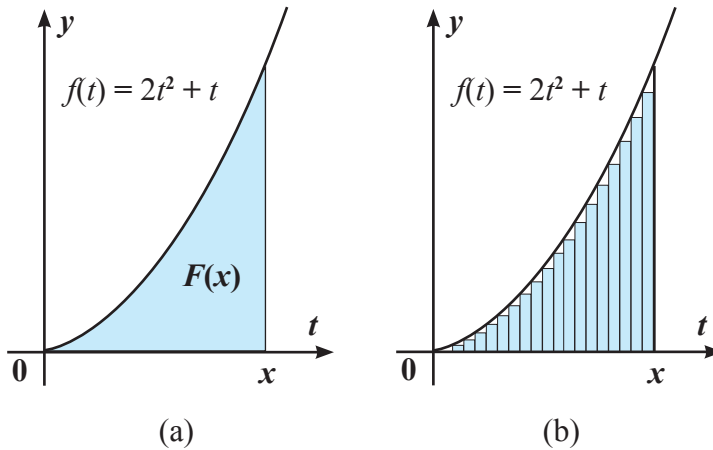 y
f(t) = 2t² + t
F(x)
t
0
x
(a)
y
f(t) = 2t² + t
t
0
x
(b)